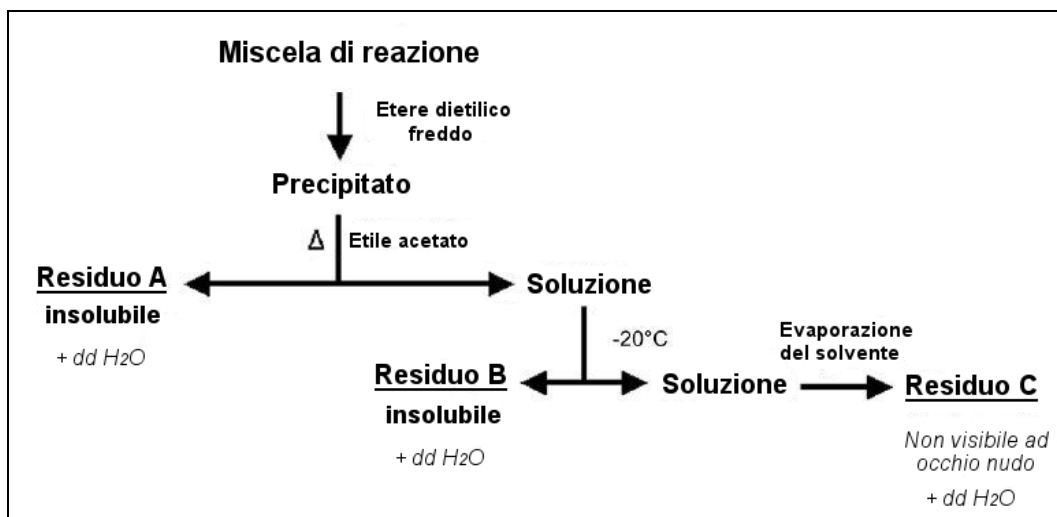 Miscela di reazione
Etere dietilico
freddo
Precipitato
Δ
Etile acetato
Residuo A
insolubile
+ dd H2O
Soluzione
-20°C
Residuo B
insolubile
+ dd H2O
Soluzione
Evaporazione
del solvente
Residuo C
Non visibile ad
occhio nudo
+ dd H2O